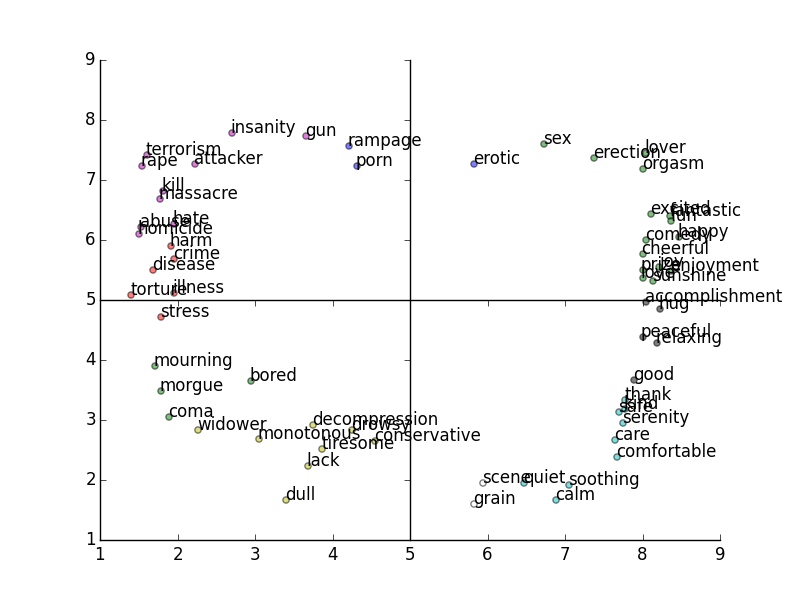 9
8
insanity
gun
rampage
sex
lover
terrorism
erection
rape
attacker
porn
erotic
orgasm
7
kill
massacre
excited
fantastic
fun
abuse
hate
happy
homicide
comedy
6
harm
cheerful
crime
disease
prize
joy
enjoyment
love
sunshine
torture
illness
accomplishment
5
hug
stress
peaceful
relaxing
4
mourning
bored
good
morgue
thank
kind
safe
coma
3
widower
decompression
drowsy
serenity
monotonous
conservative
care
tiresome
comfortable
lack
2
scene
quiet
soothing
dull
grain
calm
1
1 2 3 4 5 6 7 8 9